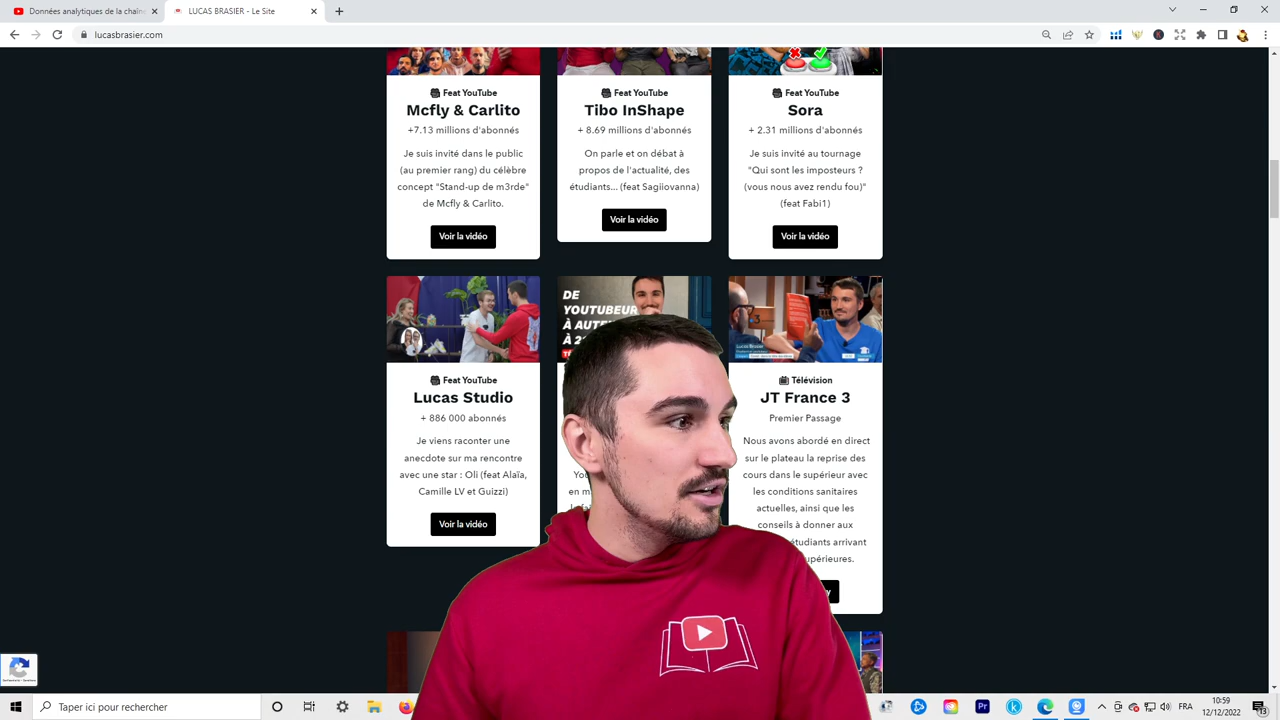 Données analytiques de la chaîn
LUCAS BRASIER - Le Site
lucasbrasier.com
Feat YouTube
Mcfly & Carlito
+7.13 millions d'abonnés
Je suis invité dans le public
(au premier rang) du célèbre
concept "Stand-up de m3rde"
de Mcfly & Carlito.
Voir la vidéo
Feat YouTube
Tibo InShape
+ 8.69 millions d'abonnés
On parle et on débat à
propos de l'actualité, des
étudiants... (feat Sagiiovanna)
Voir la vidéo
Feat YouTube
Sora
+ 2.31 millions d'abonnés
Je suis invité au tournage
"Qui sont les imposteurs ?
(vous nous avez rendu fou)"
(feat Fabi1)
Voir la vidéo
Feat YouTube
Lucas Studio
+ 886 000 abonnés
Je viens raconter une
anecdote sur ma rencontre
avec une star : Oli (feat Alaïa,
Camille LV et Guizzi)
Voir la vidéo
DE
YOUTUBEUR
À AUTEU
À 2
You
en m
Télévision
JT France 3
Premier Passage
Nous avons abordé en direct
sur le plateau la reprise des
cours dans le supérieur avec
les conditions sanitaires
actuelles, ainsi que les
conseils à donner aux
étudiants arrivant
supérieures.
Taper ici pour rechercher
Pr
FRA
10:59
12/12/2022